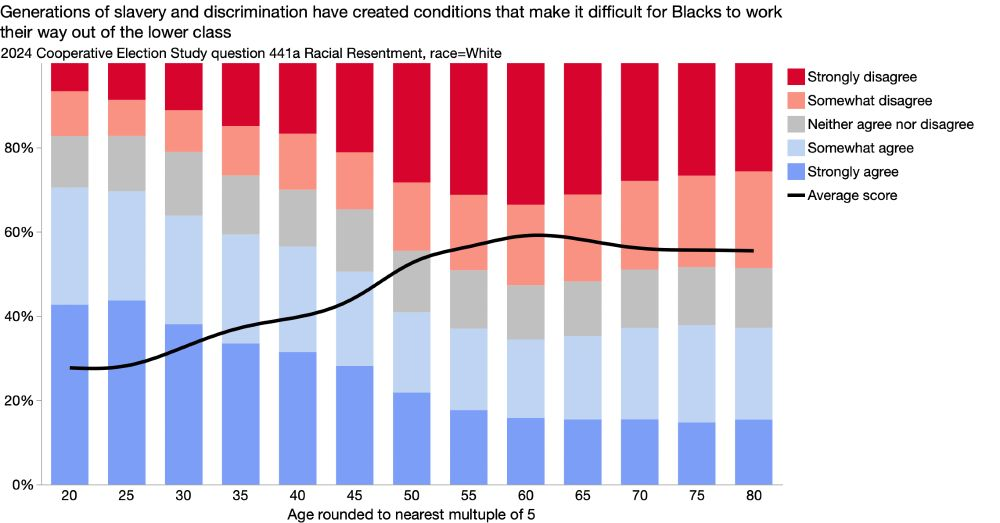 Generations of slavery and discrimination have created conditions that make it difficult for Blacks to work
their way out of the lower class
2024 Cooperative Election Study question 441a Racial Resentment, race=White
Strongly disagree
Somewhat disagree
Neither agree nor disagree
Somewhat agree
Strongly agree
Average score
80%
60%
40%
20%
0%
20 25 30 35 40 45 50 55 60 65 70 75 80
Age rounded to nearest multuple of 5